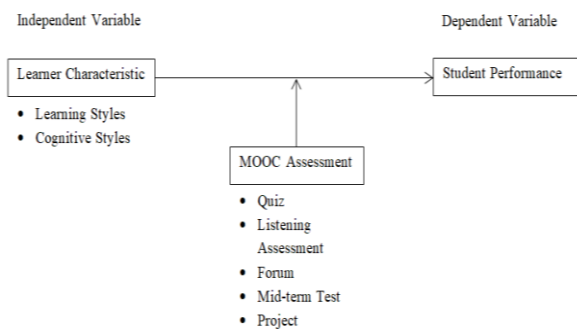 Independent Variable
Dependent Variable
Learner Characteristic
Student Performance
• Learning Styles
• Cognitive Styles
MOOC Assessment
• Quiz
• Listening
Assessment
• Forum
• Mid-term Test
• Project